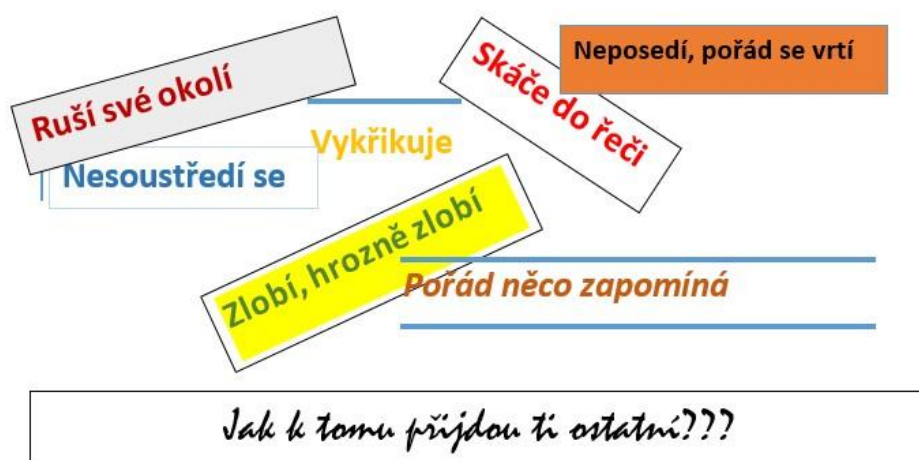 Neposedí, pořád se vrtí
Skáče do řeči
Ruší své okolí
Vykřikuje
Nesoustředí se
Zlobí, hrozně zlobí
Pořád něco zapomíná
Jak k tomu přijdou ti ostatní???